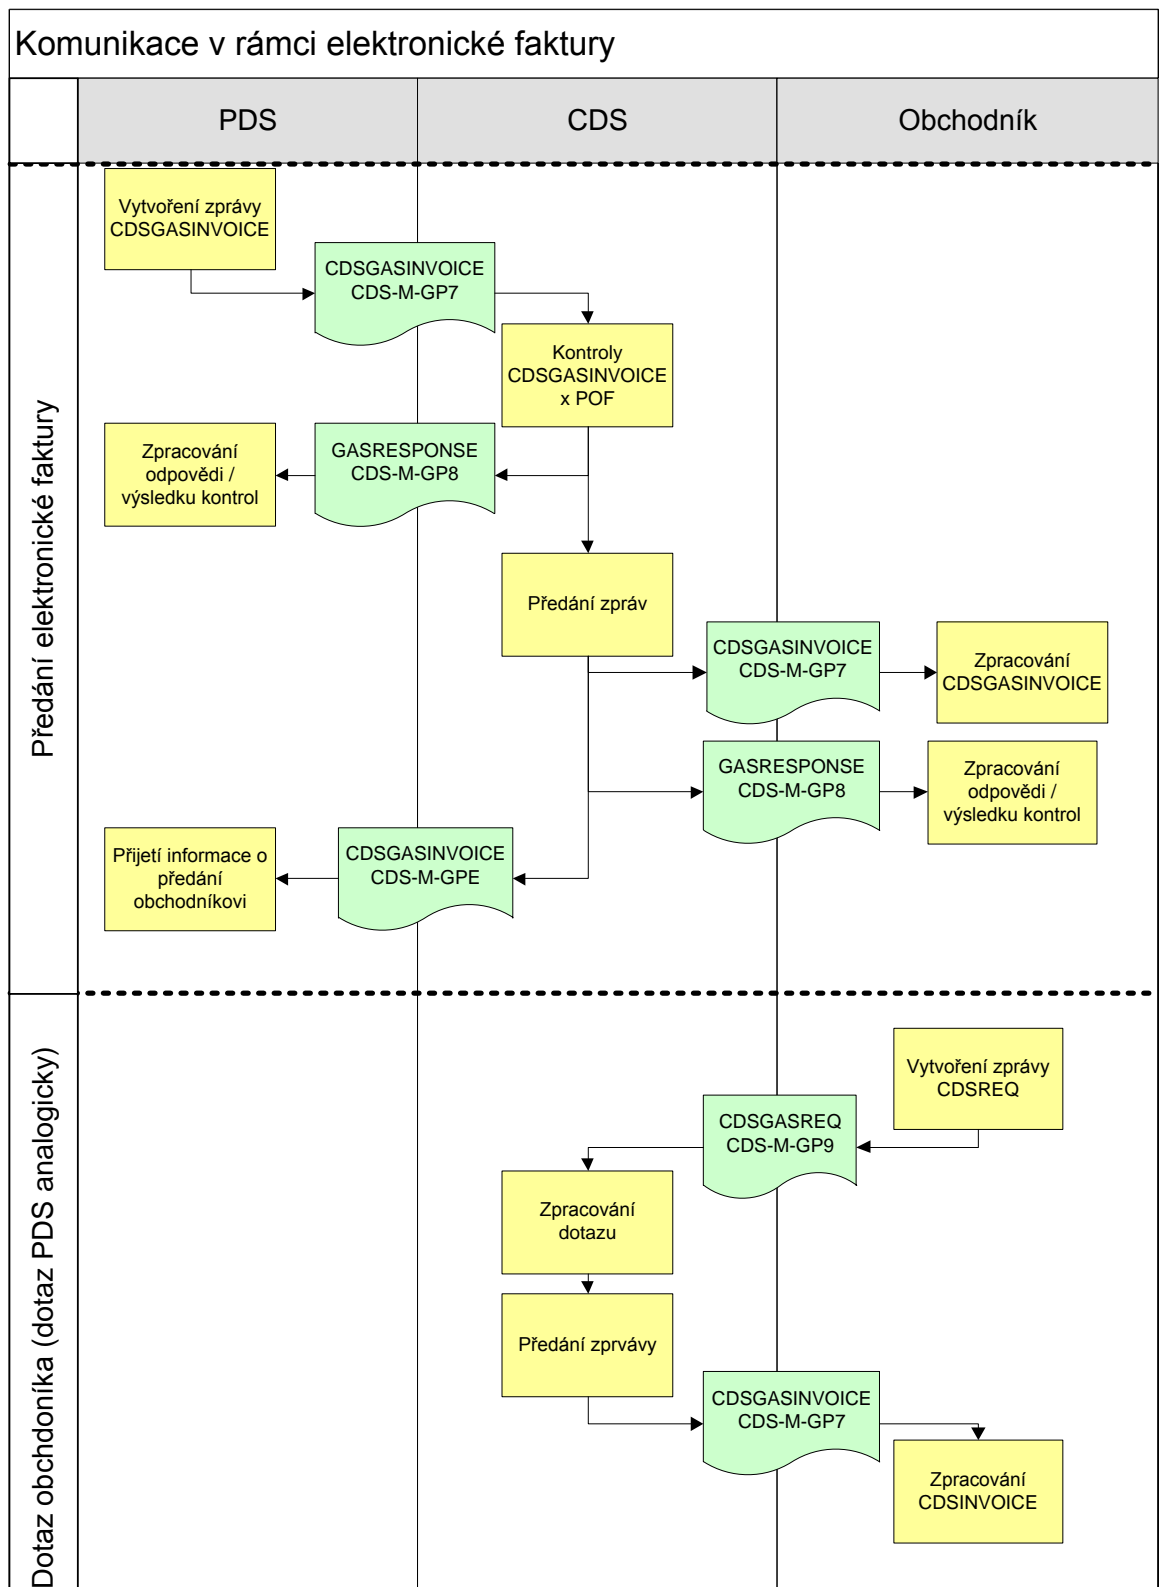 Komunikace v rámci elektronické faktury
PDS
CDS
Obchodník
Předání elektronické faktury
Vytvoření zprávy
CDSGASINVOICE
CDSGASINVOICE
CDS-M-GP7
Kontroly
CDSGASINVOICE
x POF
Zpracování
odpovědi /
výsledku kontrol
GASRESPONSE
CDS-M-GP8
Předání zpráv
CDSGASINVOICE
CDS-M-GP7
Zpracování
CDSGASINVOICE
GASRESPONSE
CDS-M-GP8
Zpracování
odpovědi /
výsledku kontrol
Přijetí informace o
předání
obchodníkovi
CDSGASINVOICE
CDS-M-GPE
Dotaz obchdoníka (dotaz PDS analogicky)
Vytvoření zprávy
CDSREQ
CDSGASREQ
CDS-M-GP9
Zpracování
dotazu
Předání zprvávy
CDSGASINVOICE
CDS-M-GP7
Zpracování
CDSINVOICE